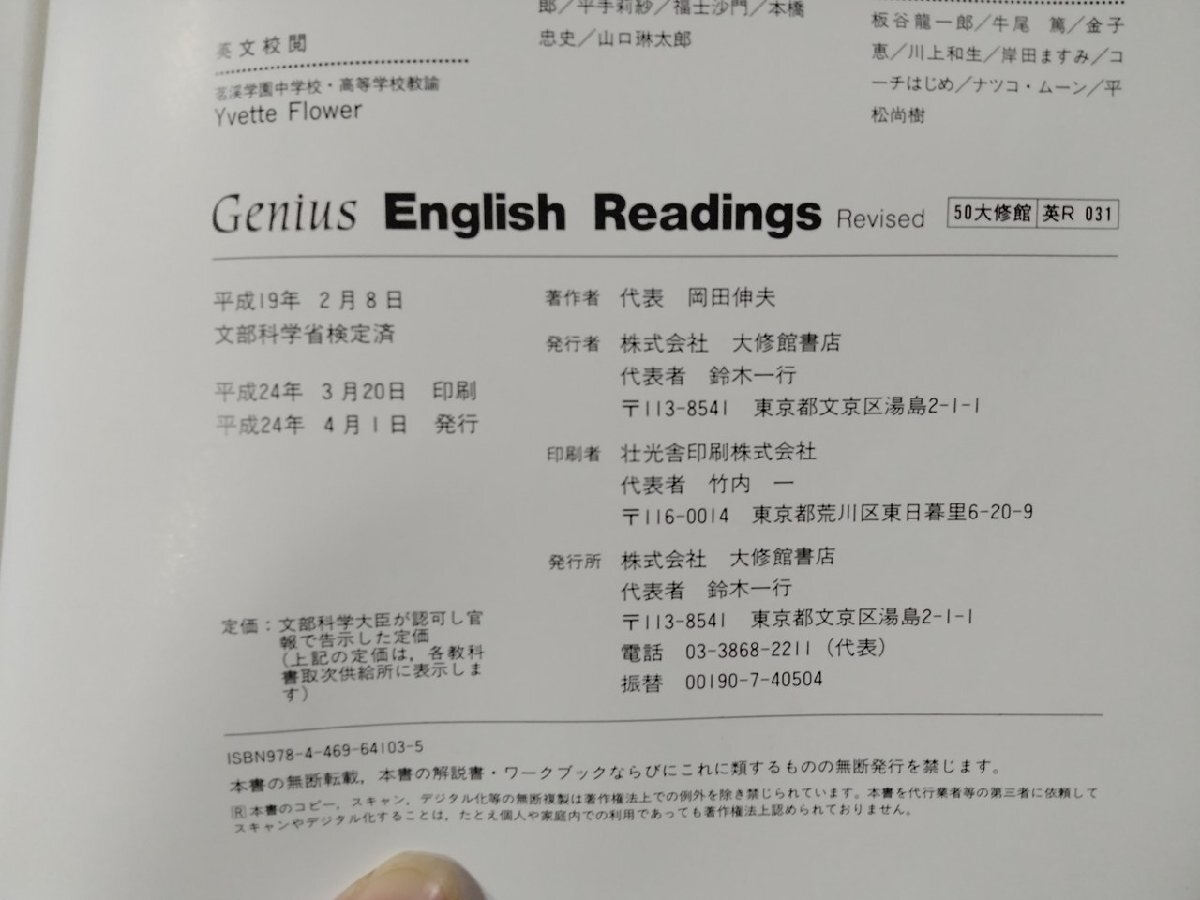 郎/平手莉紗/福士沙門/本橋
忠史/山口琳太郎
板谷龍一郎/牛尾 篤/金子
恵/川上和生/岸田ますみ/コ
ーチはじめ/ナツコ・ムーン/平
松尚樹
英文校閲
茗溪学園中学校・高等学校教諭
Yvette Flower
Genius English Readings Revised 50大修館 英R 031
平成19年 2月8日
文部科学省検定済
平成24年 3月20日 印刷
平成24年 4月1日 発行
定価:文部科学大臣が認可し官
報で告示した定価
(上記の定価は,各教科
書取次供給所に表示しま
す)
著作者 代表 岡田伸夫
発行者 株式会社 大修館書店
代表者 鈴木一行
〒113-8541 東京都文京区湯島2-1-1
印刷者 壮光舎印刷株式会社
代表者 竹内 一
〒116-0014 東京都荒川区東日暮里6-20-9
発行所 株式会社 大修館書店
代表者 鈴木一行
〒113-8541 東京都文京区湯島2-1-1
電話 03-3868-2211(代表)
振替 00190-7-40504
ISBN978-4-469-64103-5
本書の無断転載,本書の解説書・ワークブックならびにこれに類するものの無断発行を禁じます。
R本書のコピー,スキャン,デジタル化等の無断複製は著作権法上での例外を除き禁じられています。本書を代行業者等の第三者に依頼して
スキャンやデジタル化することは,たとえ個人や家庭内での利用であっても著作権法上認められておりません。